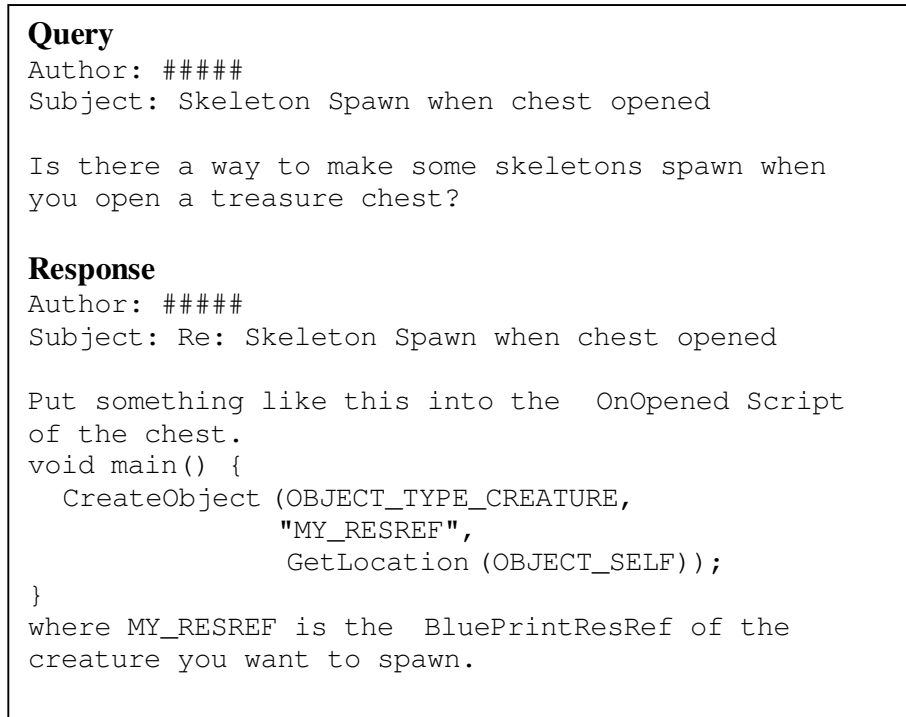 Query
Author: #####
Subject: Skeleton Spawn when chest opened
Is there a way to make some skeletons spawn when
you open a treasure chest?
Response
Author: #####
Subject: Re: Skeleton Spawn when chest opened
Put something like this into the OnOpened Script
of the chest.
void main() {
CreateObject (OBJECT_TYPE_CREATURE,
"MY_RESREF",
GetLocation (OBJECT_SELF));
}
where MY_RESREF is the BluePrintResRef of the
creature you want to spawn.